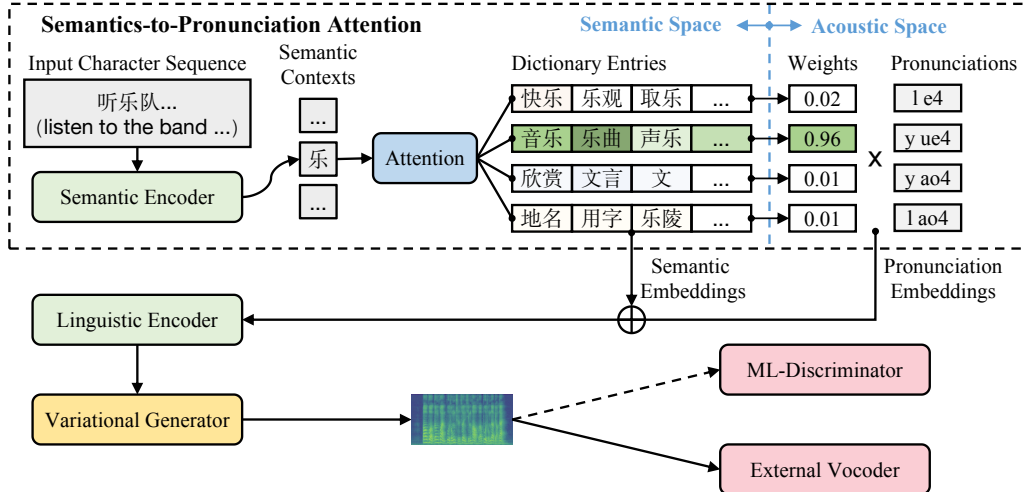 Semantics-to-Pronunciation Attention
Semantic Space
Acoustic Space
Input Character Sequence
听乐队...
(listen to the band ...)
Semantic Encoder
Semantic
Contexts
...
乐
...
Attention
Dictionary Entries
快乐 乐观 取乐 ...
音乐 乐曲 声乐 ...
欣赏 文言 文 ...
地名 用字 乐陵 ...
Weights
0.02
0.96
0.01
0.01
x
Pronunciations
l e4
y ue4
y ao4
l ao4
Semantic
Embeddings
Pronunciation
Embeddings
Linguistic Encoder
Variational Generator
ML-Discriminator
External Vocoder